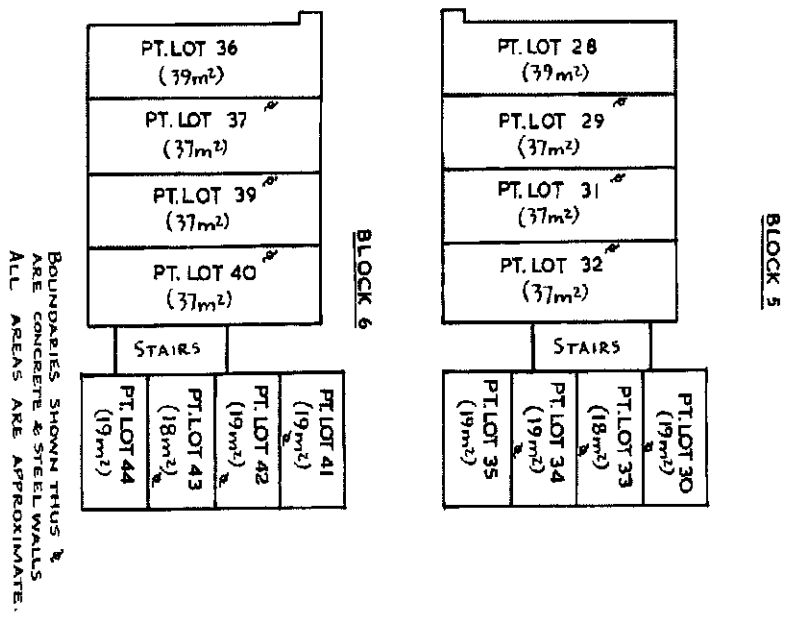 PT. LOT 36
(39m²)
PT. LOT 37
(37m²)
PT. LOT 39
(37m²)
PT. LOT 40
(37m²)
STAIRS
PT. LOT 44
(19m²)
PT. LOT 43
(18m²)
PT. LOT 42
(19m²)
PT. LOT 41
(19m²)
BLOCK 6
PT. LOT 28
(39m²)
PT. LOT 29
(37m²)
PT. LOT 31
(37m²)
PT. LOT 32
(37m²)
STAIRS
PT. LOT 35
(19m²)
PT. LOT 34
(19m²)
PT. LOT 33
(18m²)
PT. LOT 30
(19m²)
BLOCK 5
BOUNDARIES SHOWN THUS
ARE CONCRETE & STEEL WALLS
ALL AREAS ARE APPROXIMATE.